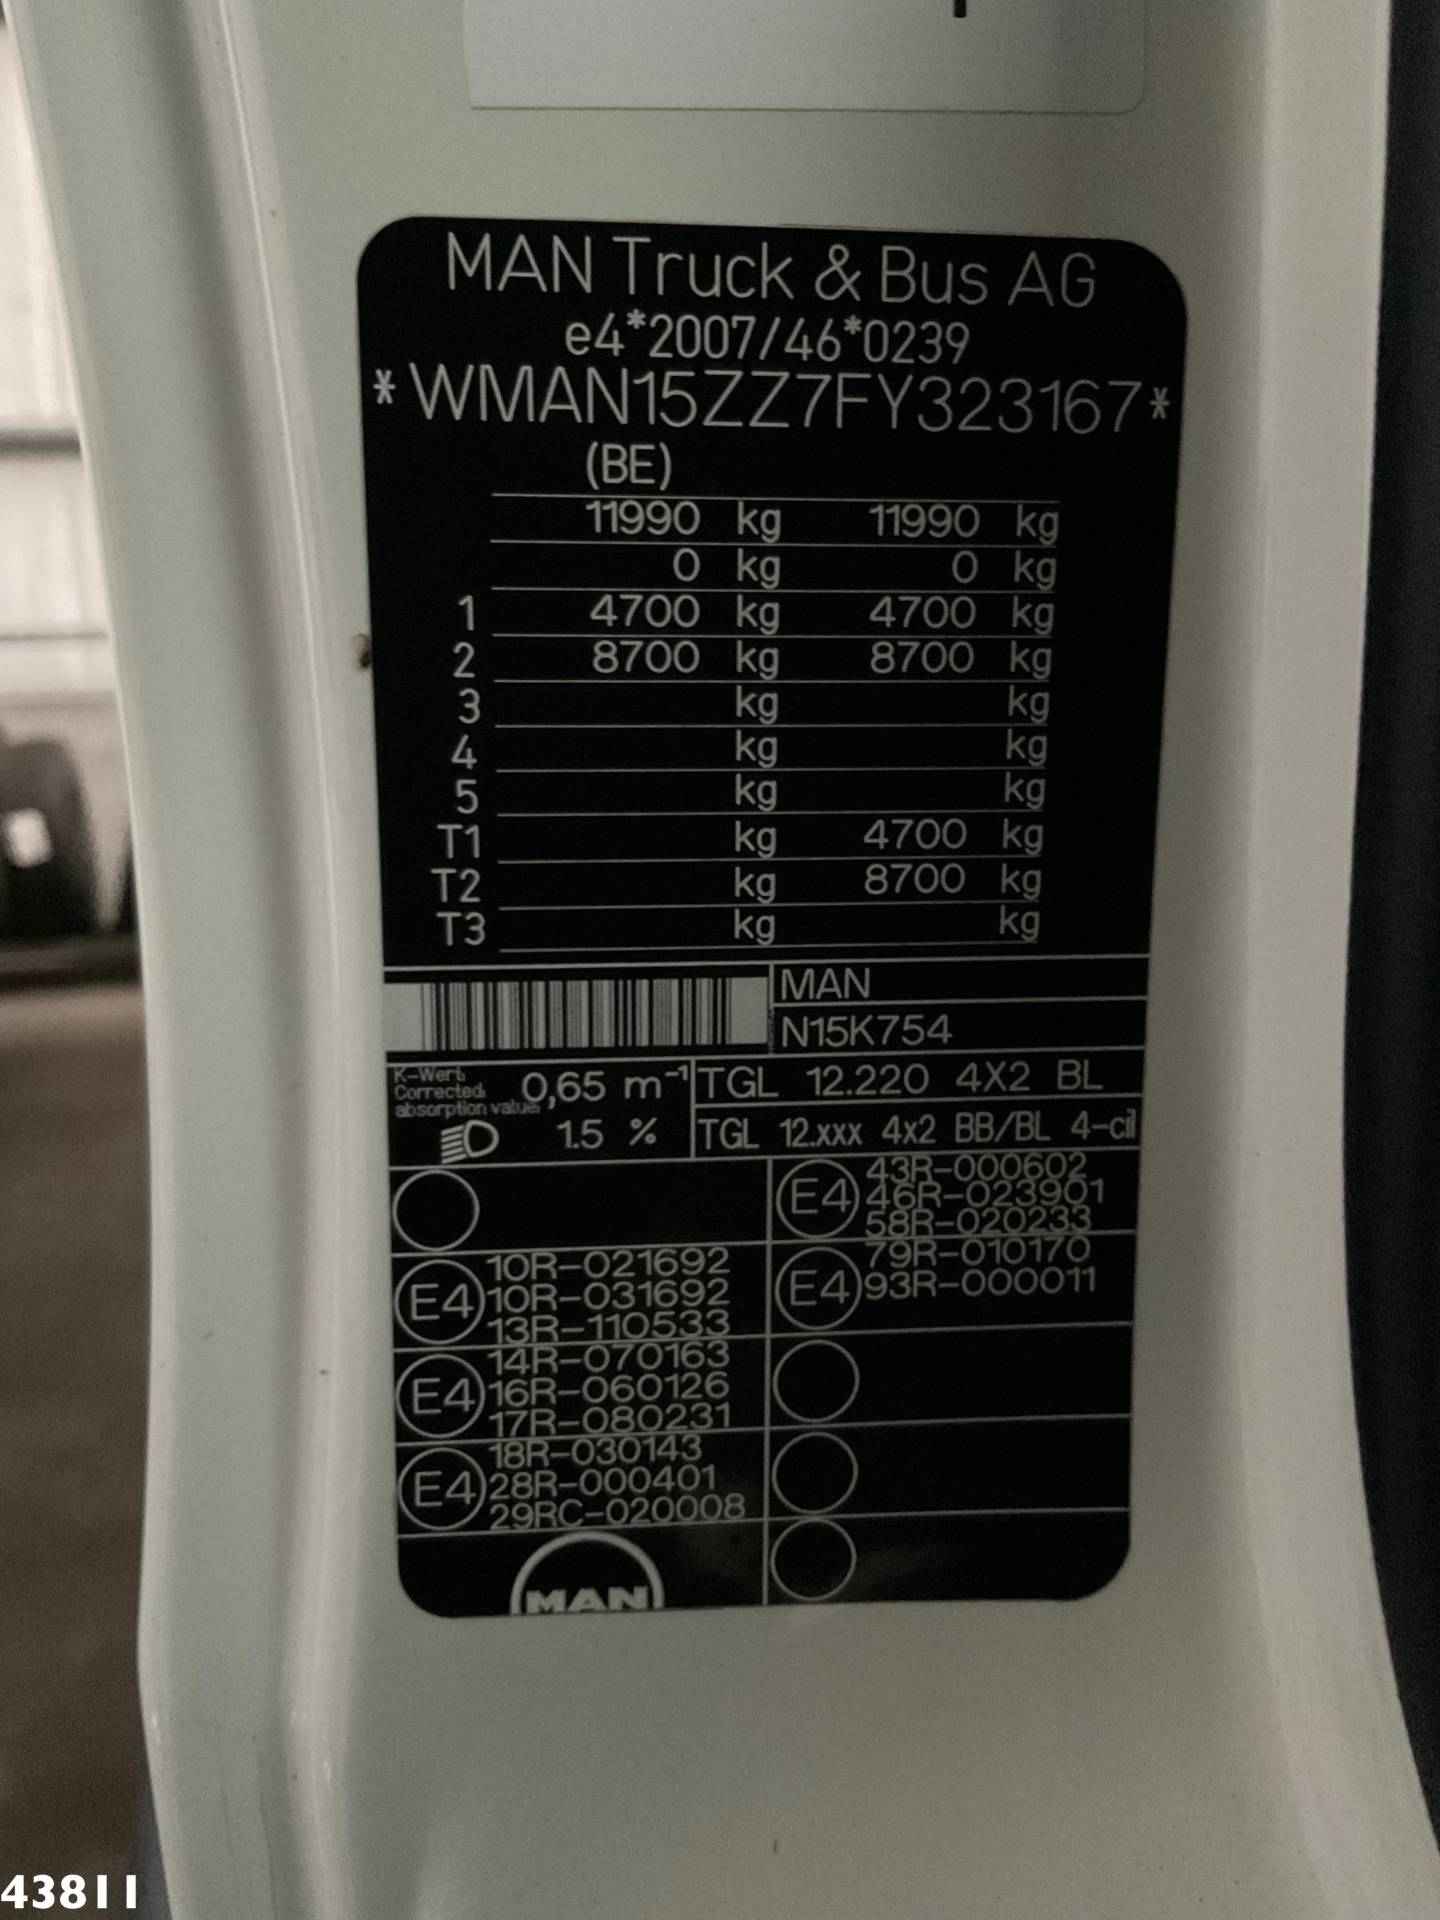 MAN Truck & Bus AG
e4*2007/46*0239
*WMAN15ZZ7FY323167*
(BE)
11990 kg 11990 kg
0 kg 0 kg
1 4700 kg 4700 kg
2 8700 kg 8700 kg
3 kg kg
4 kg kg
5 kg kg
T1 kg 4700 kg
T2 kg 8700 kg
T3 kg kg
MAN
N15K754
K-Wert
Corrected
absorption value
0,65 m⁻¹
1.5 %
TGL 12.220 4X2 BL
TGL 12.xxx 4x2 BB/BL 4-cil
E4
10R-021692
10R-031692
13R-110533
E4
14R-070163
16R-060126
17R-080231
E4
18R-030143
28R-000401
29RC-020008
E4
43R-000602
46R-023901
58R-020233
E4
79R-010170
93R-000011
MAN
43811